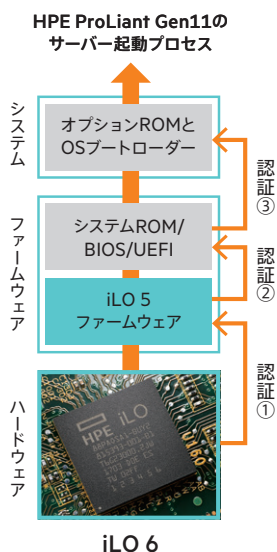 HPE ProLiant Gen11の
サーバー起動プロセス
システム
オプションROMと
OSブートローダー
認証③
ファームウェア
システムROM/
BIOS/UEFI
認証②
iLO 5
ファームウェア
認証①
ハードウェア
HPE iLO
U160
iLO 6